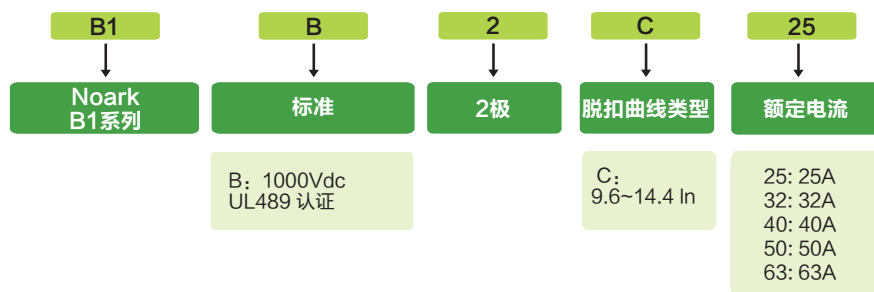 B1
B
2
C
25
Noark
B1系列
标准
2极
脱扣曲线类型
额定电流
B：1000Vdc
UL489 认证
C：
9.6~14.4 In
25: 25A
32: 32A
40: 40A
50: 50A
63: 63A